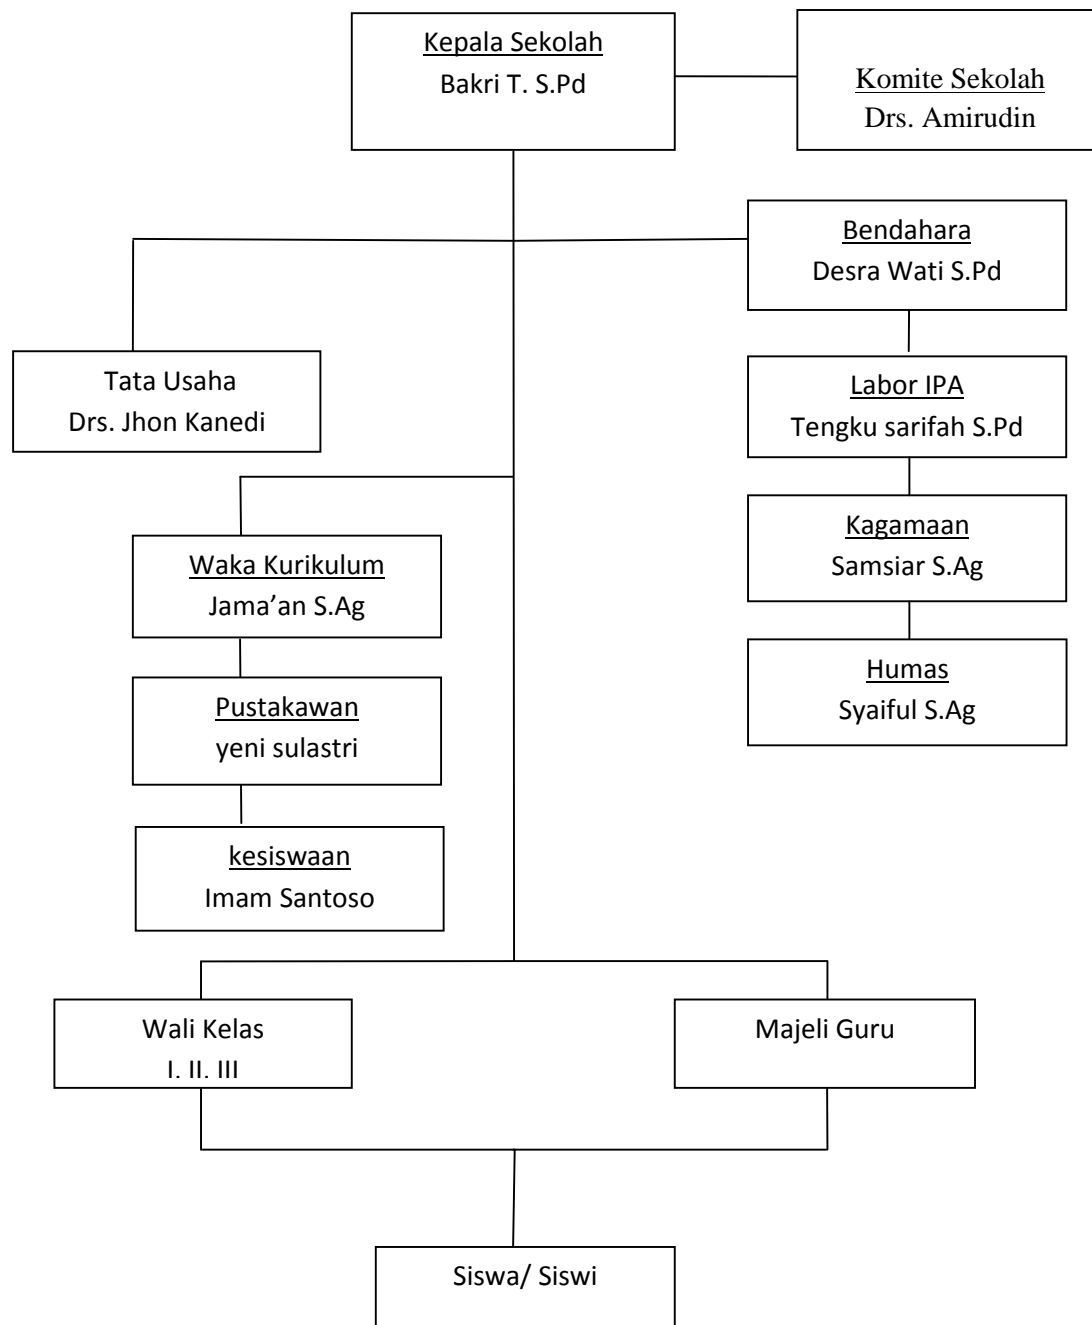 Kepala Sekolah
Bakri T. S.Pd
Komite Sekolah
Drs. Amirudin
Bendahara
Desra Wati S.Pd
Tata Usaha
Drs. Jhon Kanedi
Labor IPA
Tengku sarifah S.Pd
Waka Kurikulum
Jama’an S.Ag
Kagamaan
Samsiar S.Ag
Pustakawan
yeni sulastri
Humas
Syaiful S.Ag
kesiswaan
Imam Santoso
Wali Kelas
I. II. III
Majeli Guru
Siswa/ Siswi